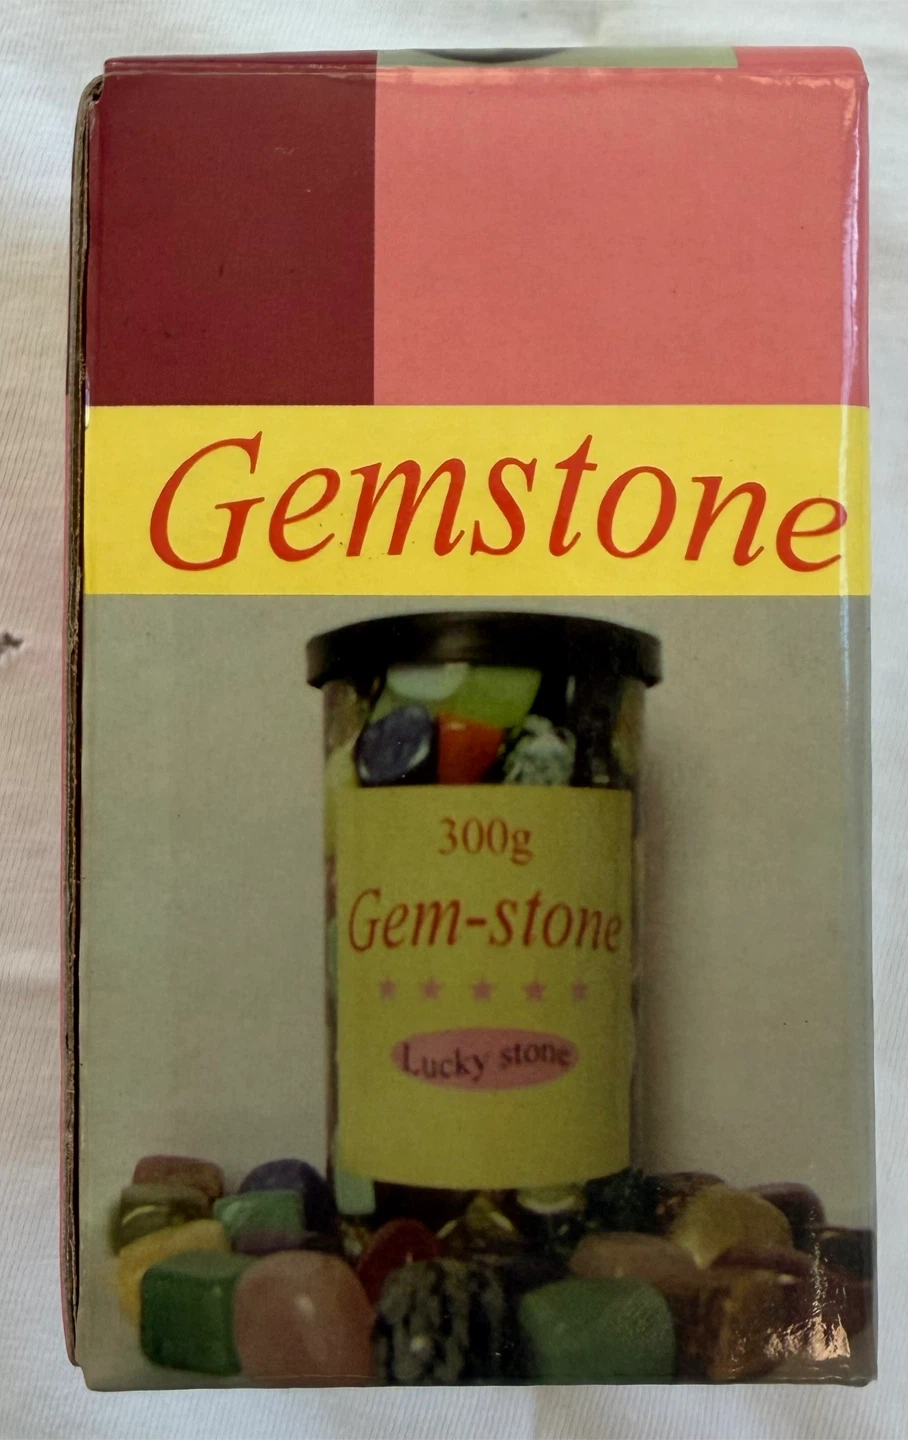 Gemstone
300g
Gem-stone
★ ★ ★ ★ ★
Lucky stone